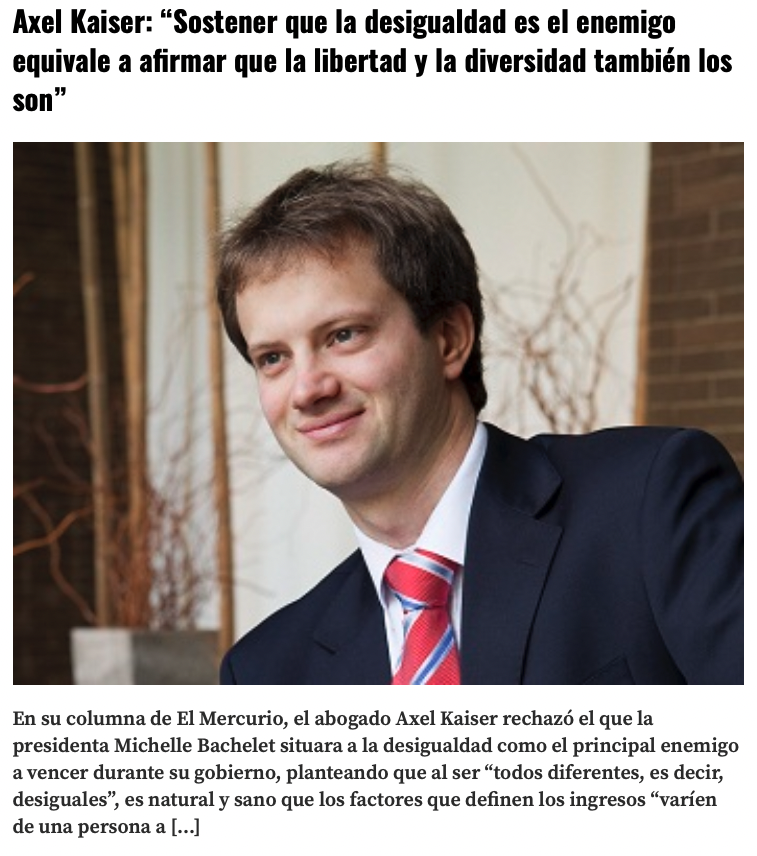 Axel Kaiser: “Sostener que la desigualdad es el enemigo
equivale a afirmar que la libertad y la diversidad también los
son”
En su columna de El Mercurio, el abogado Axel Kaiser rechazó el que la
presidenta Michelle Bachelet situara a la desigualdad como el principal enemigo
a vencer durante su gobierno, planteando que al ser “todos diferentes, es decir,
desiguales”, es natural y sano que los factores que definen los ingresos “varíen
de una persona a [...]